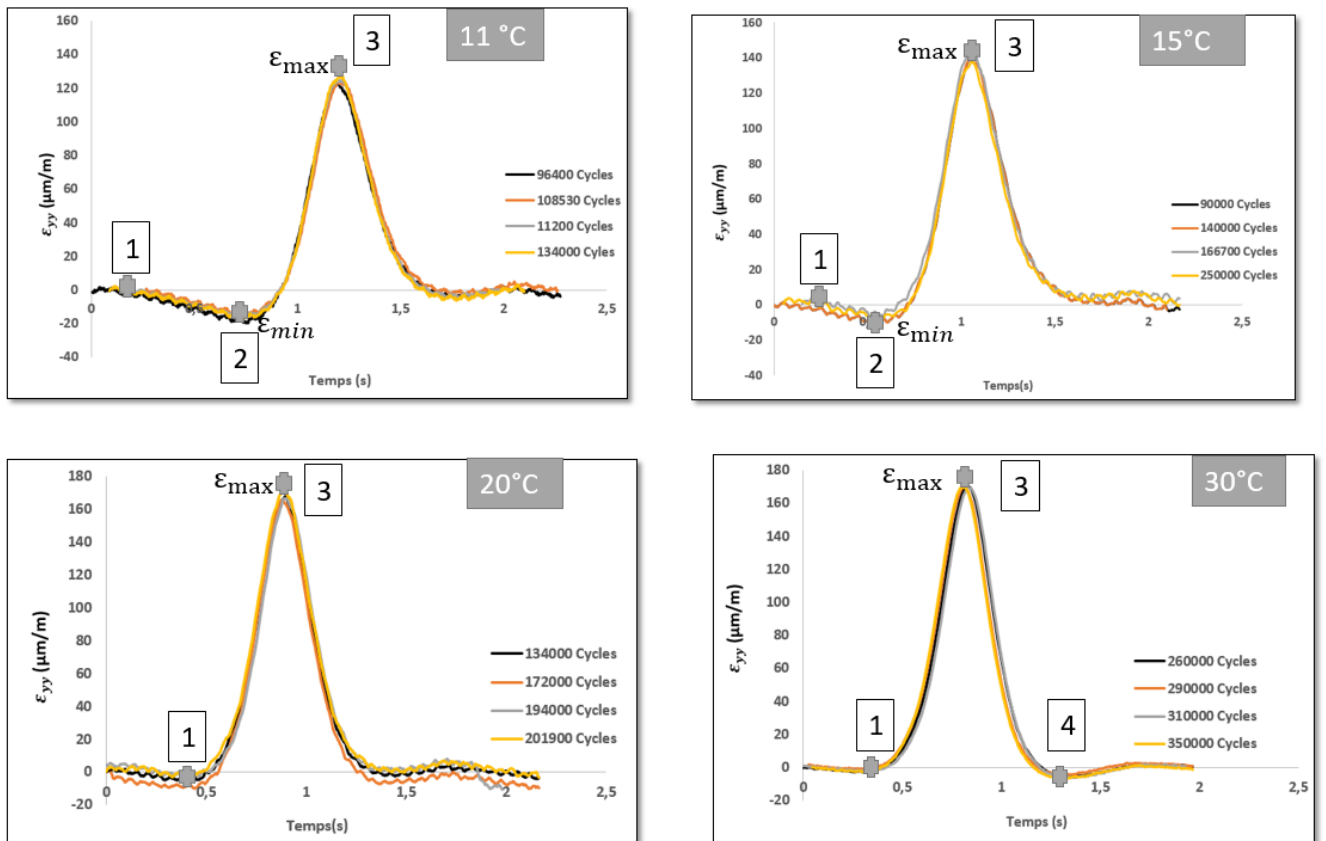 11 °C
160
140
120
100
80
60
40
20
0
-20
-40
εyy (µm/m)
εmax
3
1
2
εmin
96400 Cycles
108530 Cycles
11200 Cycles
134000 Cyles
0
0,5
1
1,5
2
2,5
Temps (s)
15°C
160
140
120
100
80
60
40
20
0
-20
-40
εyy (µm/m)
εmax
3
1
2
εmin
90000 Cycles
140000 Cycles
166700 Cycles
250000 Cycles
0
0,5
1
1,5
2
2,5
Temps(s)
20°C
180
160
140
120
100
80
60
40
20
0
-20
εyy (µm/m)
εmax
3
1
134000 Cycles
172000 Cycles
194000 Cycles
201900 Cycles
0
0,5
1
1,5
2
2,5
Temps(s)
30°C
180
160
140
120
100
80
60
40
20
0
-20
εyy (µm/m)
εmax
3
1
4
260000 Cycles
290000 Cycles
310000 Cycles
350000 Cycles
0
0,5
1
1,5
2
2,5
Temps (s)